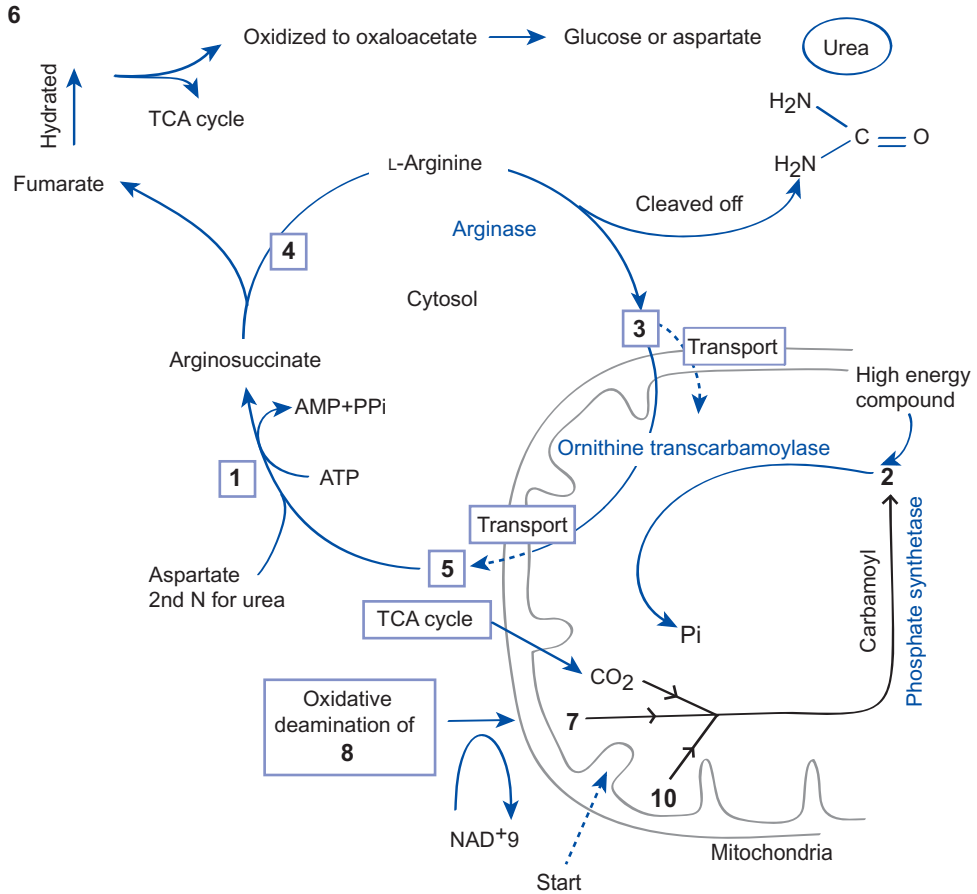 6
Oxidized to oxaloacetate
Glucose or aspartate
Urea
Hydrated
TCA cycle
H2N
C
O
H2N
Fumarate
L-Arginine
Cleaved off
Arginase
4
Cytosol
3
Transport
Arginosuccinate
High energy
compound
AMP+PPi
Ornithine transcarbamoylase
1
ATP
2
Transport
5
Aspartate
2nd N for urea
TCA cycle
Pi
Carbamoyl
Phosphate synthetase
CO2
Oxidative
deamination of
8
7
10
NAD+9
Mitochondria
Start